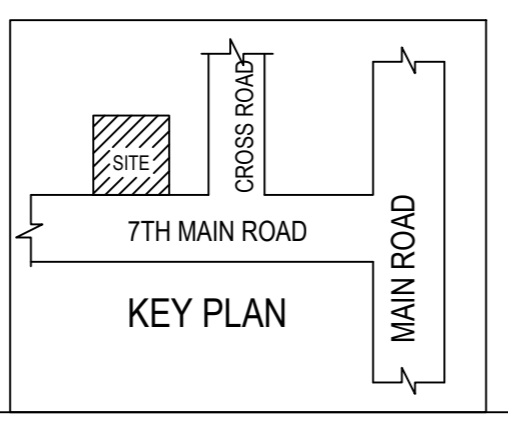 CROSS ROAD
SITE
7TH MAIN ROAD
MAIN ROAD
KEY PLAN